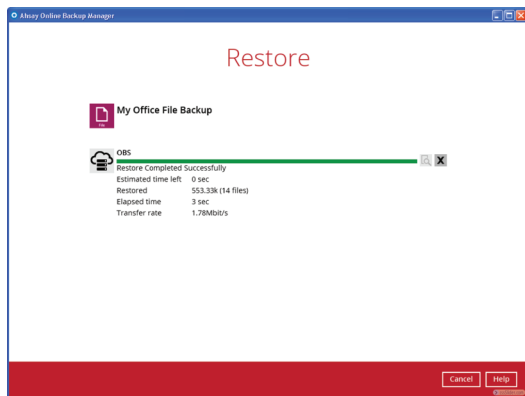 Ahsay Online Backup Manager
Restore
My Office File Backup
File
OBS
Restore Completed Successfully
Estimated time left 0 sec
Restored 553.33k (14 files)
Elapsed time 3 sec
Transfer rate 1.78Mbit/s
X
Cancel Help